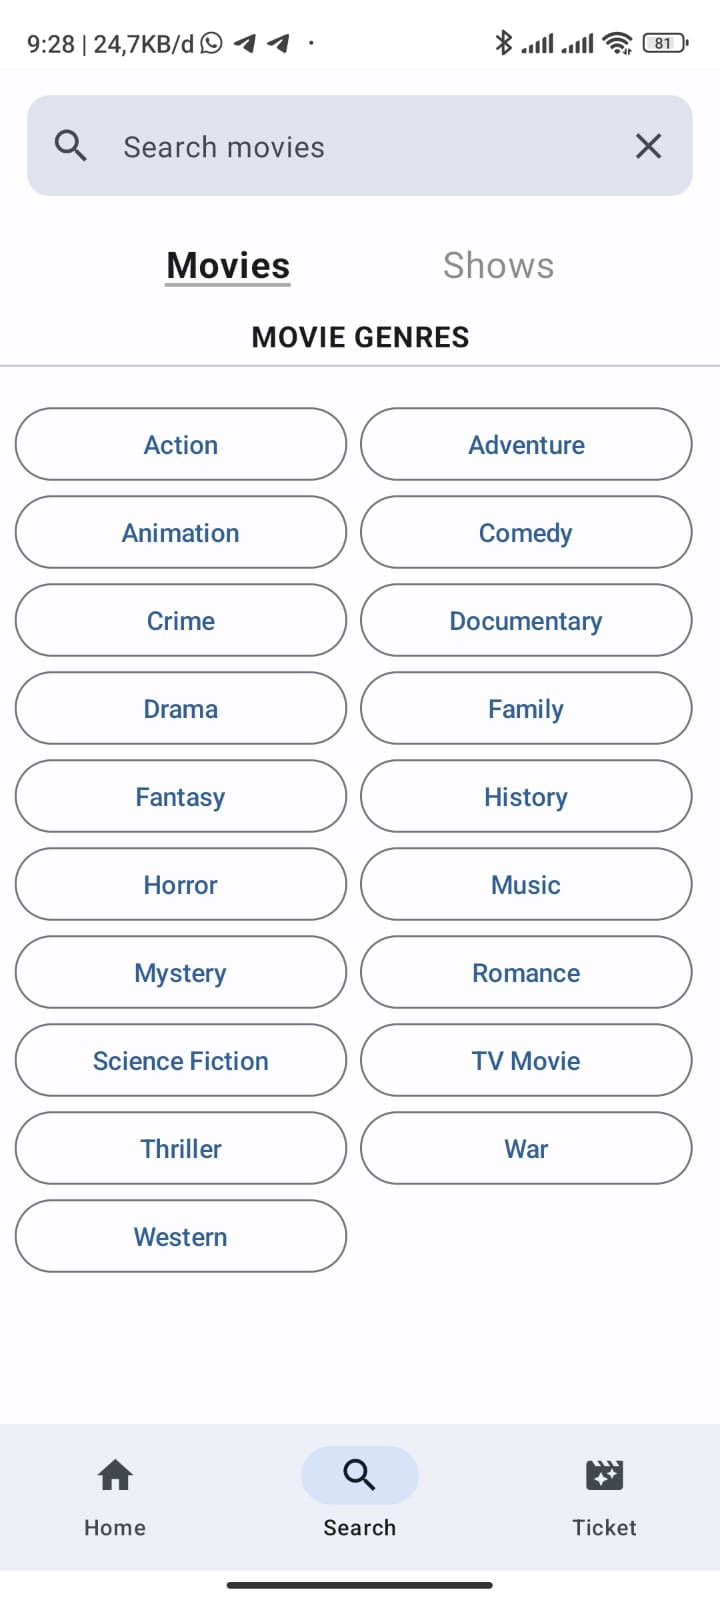 9:28 | 24,7KB/d
81
Search movies
Movies Shows
MOVIE GENRES
Action Adventure
Animation Comedy
Crime Documentary
Drama Family
Fantasy History
Horror Music
Mystery Romance
Science Fiction TV Movie
Thriller War
Western
Home Search Ticket